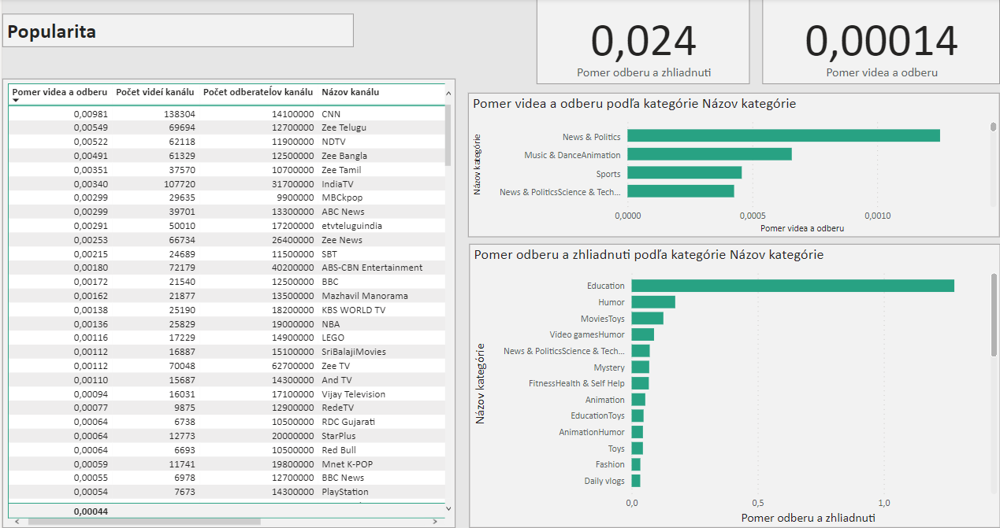 Popularita
0,024
Pomer odberu a zhliadnutí
0,00014
Pomer videa a odberu
Pomer videa a odberu Počet videí kanálu Počet odberateĺov kanálu Názov kanálu
0,00981 138304 14100000 CNN
0,00549 69694 12700000 Zee Telugu
0,00522 62118 11900000 NDTV
0,00491 61329 12500000 Zee Bangla
0,00351 37570 10700000 Zee Tamil
0,00340 107720 31700000 IndiaTV
0,00299 29635 9900000 MBCkpop
0,00299 39701 13300000 ABC News
0,00291 50010 17200000 etvteluguindia
0,00253 66734 26400000 Zee News
0,00215 24689 11500000 SBT
0,00180 72179 40200000 ABS-CBN Entertainment
0,00172 21540 12500000 BBC
0,00162 21877 13500000 Mazhavil Manorama
0,00138 25190 18200000 KBS WORLD TV
0,00136 25829 19000000 NBA
0,00116 17229 14900000 LEGO
0,00112 16887 15100000 SriBalajiMovies
0,00112 70048 62700000 Zee TV
0,00110 15687 14300000 And TV
0,00094 16031 17100000 Vijay Television
0,00077 9875 12900000 RedeTV
0,00064 6738 10500000 RDC Gujarati
0,00064 12773 20000000 StarPlus
0,00064 6693 10500000 Red Bull
0,00059 11741 19800000 Mnet K-POP
0,00055 6978 12700000 BBC News
0,00054 7673 14300000 PlayStation
0,00044
Pomer videa a odberu podľa kategórie Názov kategórie
Názov kategórie
News & Politics
Music & DanceAnimation
Sports
News & PoliticsScience & Tech...
0,0000 0,0005 0,0010
Pomer videa a odberu
Pomer odberu a zhliadnutí podľa kategórie Názov kategórie
Názov kategórie
Education
Humor
MoviesToys
Video gamesHumor
News & PoliticsScience & Tech...
Mystery
FitnessHealth & Self Help
Animation
EducationToys
AnimationHumor
Toys
Fashion
Daily vlogs
0,0 0,5 1,0
Pomer odberu a zhliadnutí